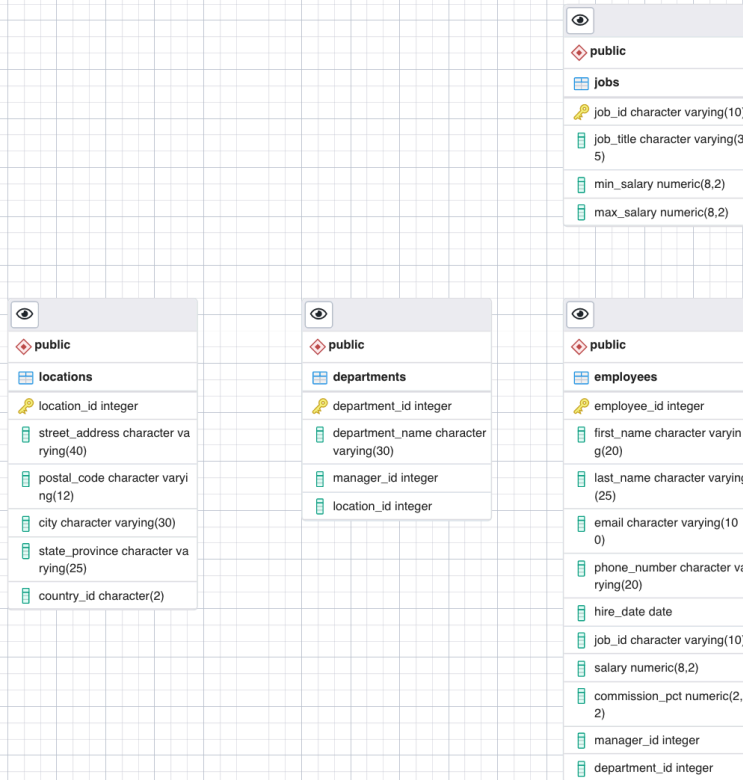 public
jobs
job_id character varying(10)
job_title character varying(3
5)
min_salary numeric(8,2)
max_salary numeric(8,2)
public
locations
location_id integer
street_address character va
rying(40)
postal_code character varyi
ng(12)
city character varying(30)
state_province character va
rying(25)
country_id character(2)
public
departments
department_id integer
department_name character
varying(30)
manager_id integer
location_id integer
public
employees
employee_id integer
first_name character varyin
g(20)
last_name character varying
(25)
email character varying(10
0)
phone_number character va
rying(20)
hire_date date
job_id character varying(10)
salary numeric(8,2)
commission_pct numeric(2,
2)
manager_id integer
department_id integer